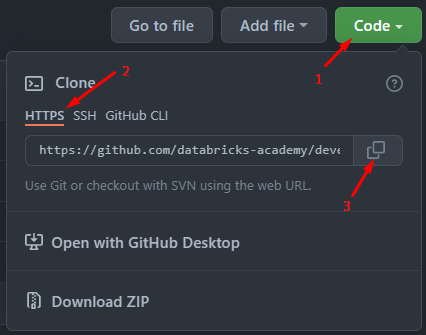 Go to file Add file Code
1
2
Clone
HTTPS SSH GitHub CLI
https://github.com/databricks-academy/deve
Use Git or checkout with SVN using the web URL.
3
Open with GitHub Desktop
Download ZIP